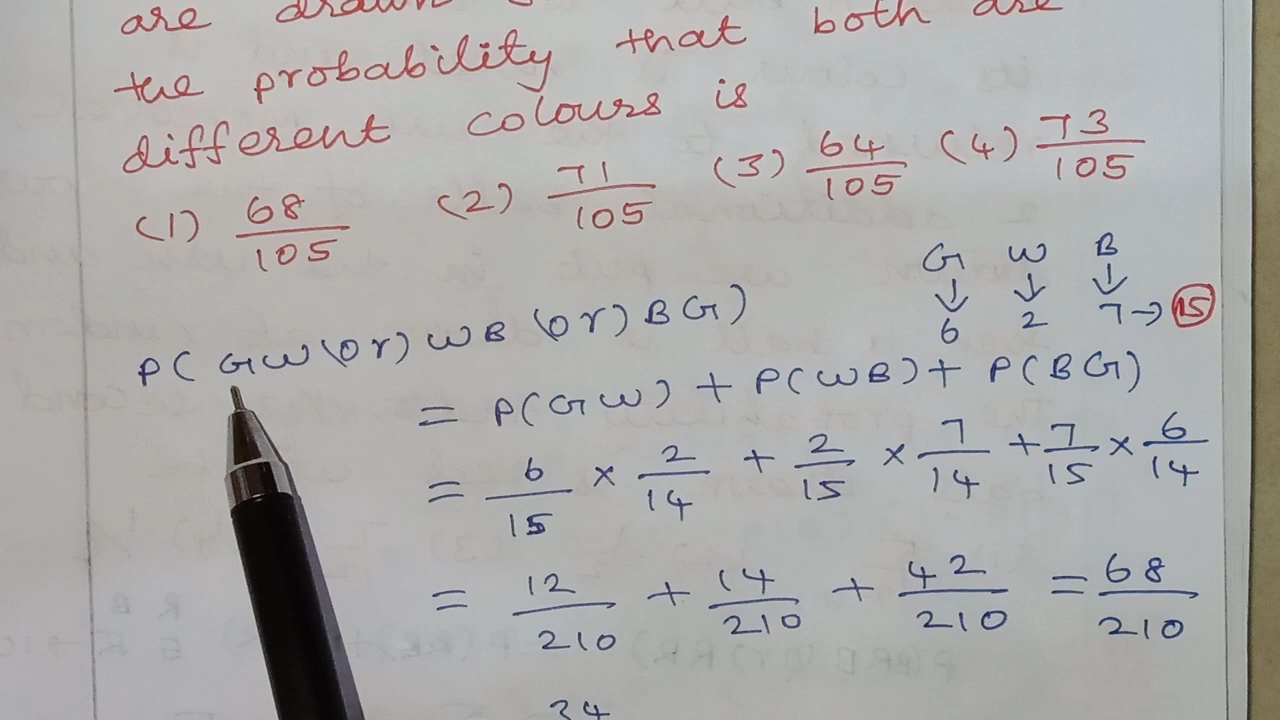 are drawn
the probability that both are
different colours is
(1) 68/105 (2) 71/105 (3) 64/105 (4) 73/105
G W B
↓ ↓ ↓
6 2 7 → 15
P(GW(or) WB(or) BG)
= P(GW) + P(WB) + P(BG)
= 6/15 × 2/14 + 2/15 × 7/14 + 7/15 × 6/14
= 12/210 + 14/210 + 42/210 = 68/210
= 34